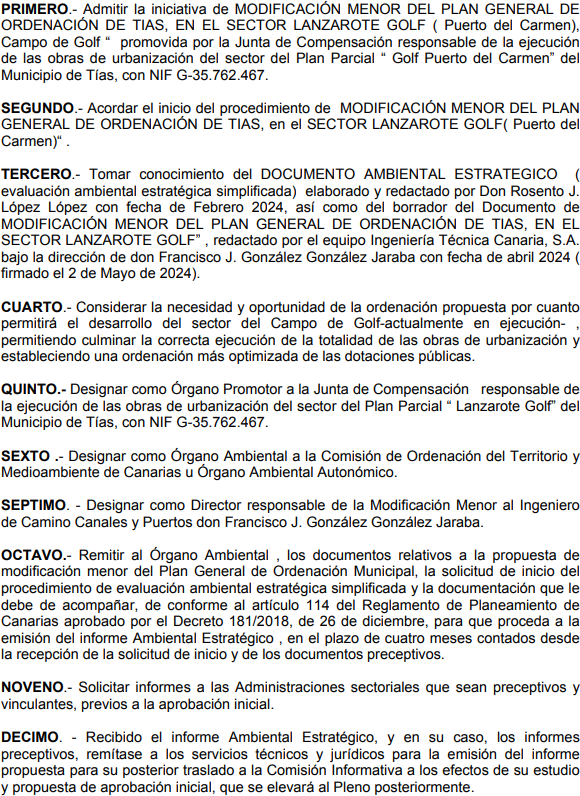 PRIMERO.- Admitir la iniciativa de MODIFICACIÓN MENOR DEL PLAN GENERAL DE
ORDENACIÓN DE TIAS, EN EL SECTOR LANZAROTE GOLF ( Puerto del Carmen),
Campo de Golf “ promovida por la Junta de Compensación responsable de la ejecución
de las obras de urbanización del sector del Plan Parcial “ Golf Puerto del Carmen” del
Municipio de Tías, con NIF G-35.762.467.
SEGUNDO.- Acordar el inicio del procedimiento de MODIFICACIÓN MENOR DEL PLAN
GENERAL DE ORDENACIÓN DE TIAS, en el SECTOR LANZAROTE GOLF( Puerto del
Carmen)“ .
TERCERO.- Tomar conocimiento del DOCUMENTO AMBIENTAL ESTRATEGICO (
evaluación ambiental estratégica simplificada) elaborado y redactado por Don Rosento J.
López López con fecha de Febrero 2024, así como del borrador del Documento de
MODIFICACIÓN MENOR DEL PLAN GENERAL DE ORDENACIÓN DE TIAS, EN EL
SECTOR LANZAROTE GOLF” , redactado por el equipo Ingeniería Técnica Canaria, S.A.
bajo la dirección de don Francisco J. González González Jaraba con fecha de abril 2024 (
firmado el 2 de Mayo de 2024).
CUARTO.- Considerar la necesidad y oportunidad de la ordenación propuesta por cuanto
permitirá el desarrollo del sector del Campo de Golf-actualmente en ejecución- ,
permitiendo culminar la correcta ejecución de la totalidad de las obras de urbanización y
estableciendo una ordenación más optimizada de las dotaciones públicas.
QUINTO.- Designar como Órgano Promotor a la Junta de Compensación responsable de
la ejecución de las obras de urbanización del sector del Plan Parcial “ Lanzarote Golf” del
Municipio de Tías, con NIF G-35.762.467.
SEXTO .- Designar como Órgano Ambiental a la Comisión de Ordenación del Territorio y
Medioambiente de Canarias u Órgano Ambiental Autonómico.
SEPTIMO. - Designar como Director responsable de la Modificación Menor al Ingeniero
de Camino Canales y Puertos don Francisco J. González González Jaraba.
OCTAVO.- Remitir al Órgano Ambiental , los documentos relativos a la propuesta de
modificación menor del Plan General de Ordenación Municipal, la solicitud de inicio del
procedimiento de evaluación ambiental estratégica simplificada y la documentación que le
debe de acompañar, de conforme al artículo 114 del Reglamento de Planeamiento de
Canarias aprobado por el Decreto 181/2018, de 26 de diciembre, para que proceda a la
emisión del informe Ambiental Estratégico , en el plazo de cuatro meses contados desde
la recepción de la solicitud de inicio y de los documentos preceptivos.
NOVENO.- Solicitar informes a las Administraciones sectoriales que sean preceptivos y
vinculantes, previos a la aprobación inicial.
DECIMO. - Recibido el informe Ambiental Estratégico, y en su caso, los informes
preceptivos, remítase a los servicios técnicos y jurídicos para la emisión del informe
propuesta para su posterior traslado a la Comisión Informativa a los efectos de su estudio
y propuesta de aprobación inicial, que se elevará al Pleno posteriormente.